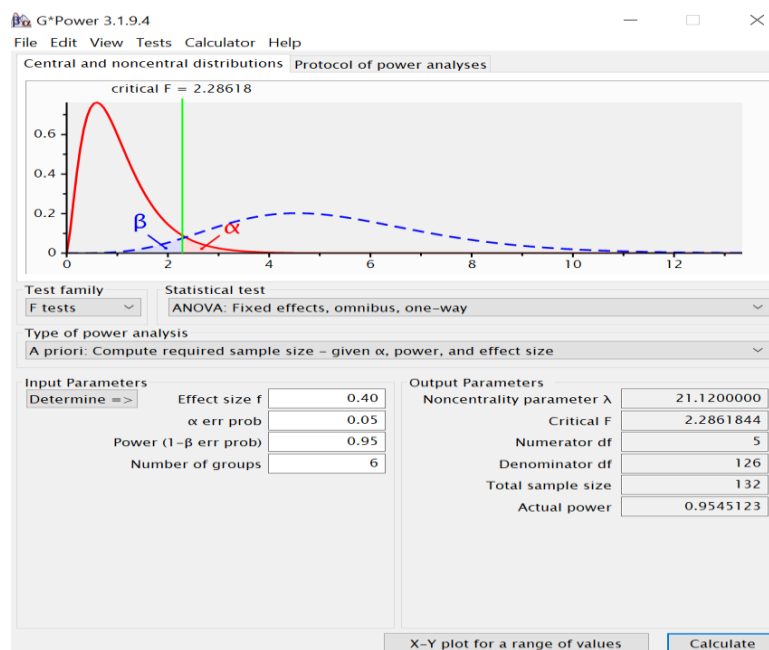 βα G*Power 3.1.9.4
File Edit View Tests Calculator Help
Central and noncentral distributions Protocol of power analyses
critical F = 2.28618
0.6
0.4
0.2
0
β
α
0 2 4 6 8 10 12
Test family Statistical test
F tests ANOVA: Fixed effects, omnibus, one-way
Type of power analysis
A priori: Compute required sample size – given α, power, and effect size
Input Parameters Output Parameters
Determine => Effect size f 0.40 Noncentrality parameter λ 21.1200000
α err prob 0.05 Critical F 2.2861844
Power (1-β err prob) 0.95 Numerator df 5
Number of groups 6 Denominator df 126
Total sample size 132
Actual power 0.9545123
X-Y plot for a range of values Calculate